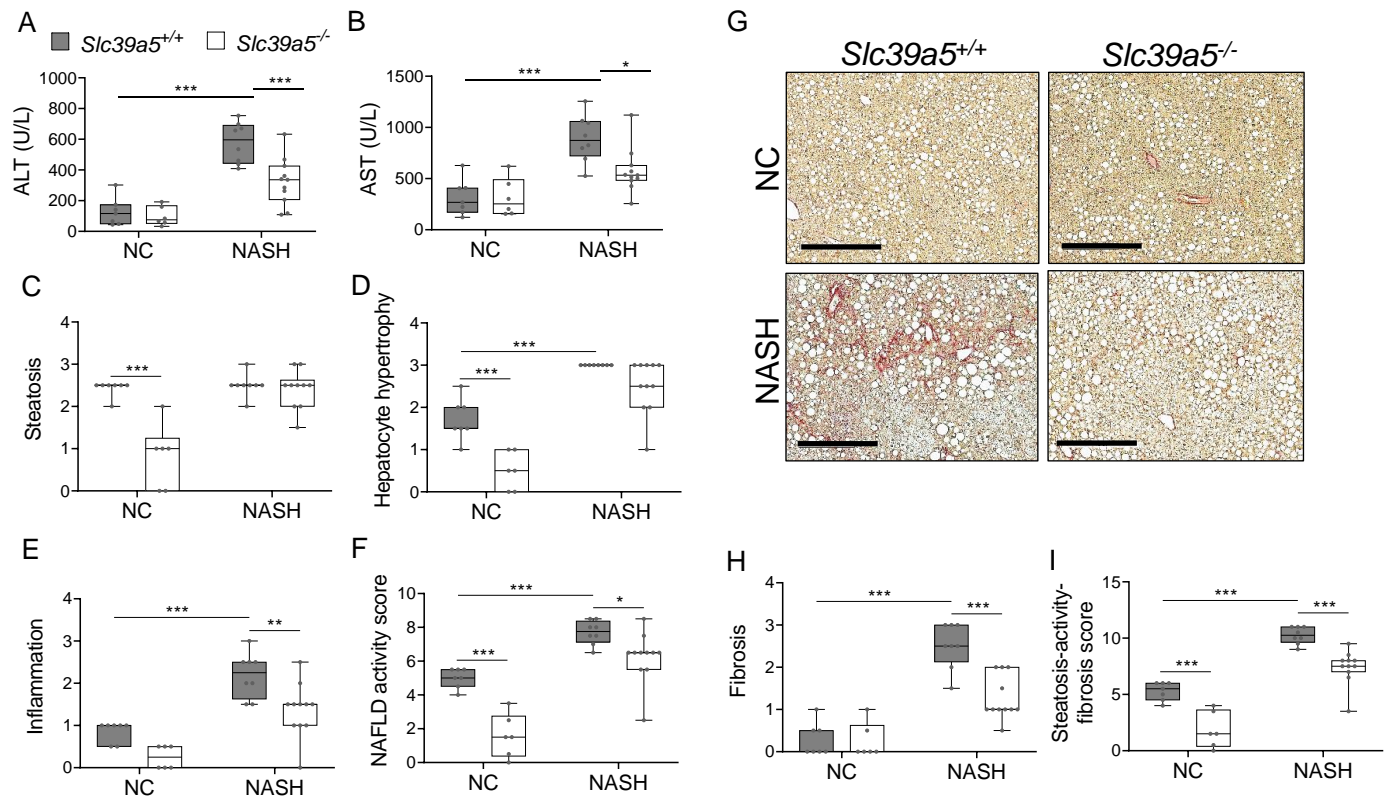 A
Slc39a5+/+
Slc39a5-/-
ALT (U/L)
1000
800
600
400
200
0
***
***
NC
NASH
B
AST (U/L)
1500
1000
500
0
***
*
NC
NASH
C
Steatosis
4
3
2
1
0
***
NC
NASH
D
Hepatocyte hypertrophy
4
3
2
1
0
***
***
NC
NASH
E
Inflammation
4
3
2
1
0
***
**
NC
NASH
F
NAFLD activity score
10
8
6
4
2
0
***
***
*
NC
NASH
G
Slc39a5+/+
Slc39a5-/-
NC
NASH
H
Fibrosis
4
3
2
1
0
***
***
NC
NASH
I
Steatosis-activity-
fibrosis score
15
10
5
0
***
***
***
NC
NASH